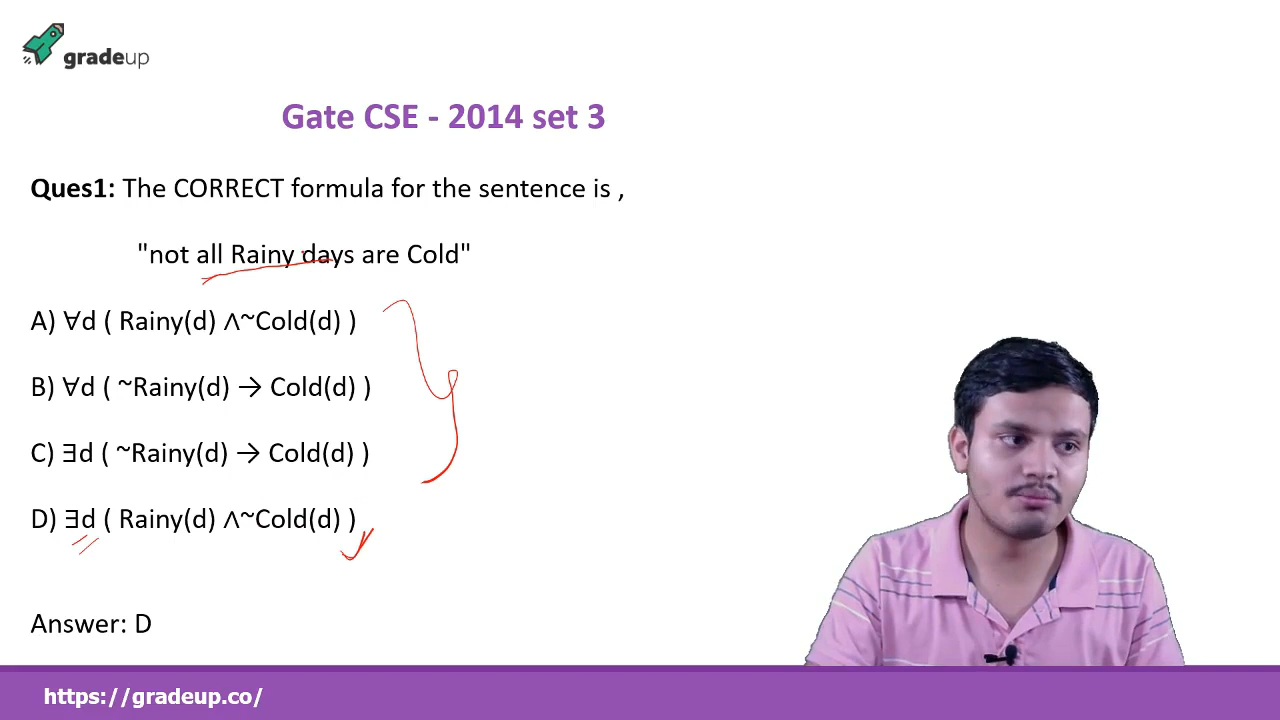 gradeup
Gate CSE - 2014 set 3
Ques1: The CORRECT formula for the sentence is ,
"not all Rainy days are Cold"
A) ∀d ( Rainy(d) ∧~Cold(d) )
B) ∀d ( ~Rainy(d) → Cold(d) )
C) ∃d ( ~Rainy(d) → Cold(d) )
D) ∃d ( Rainy(d) ∧~Cold(d) )
Answer: D
https://gradeup.co/